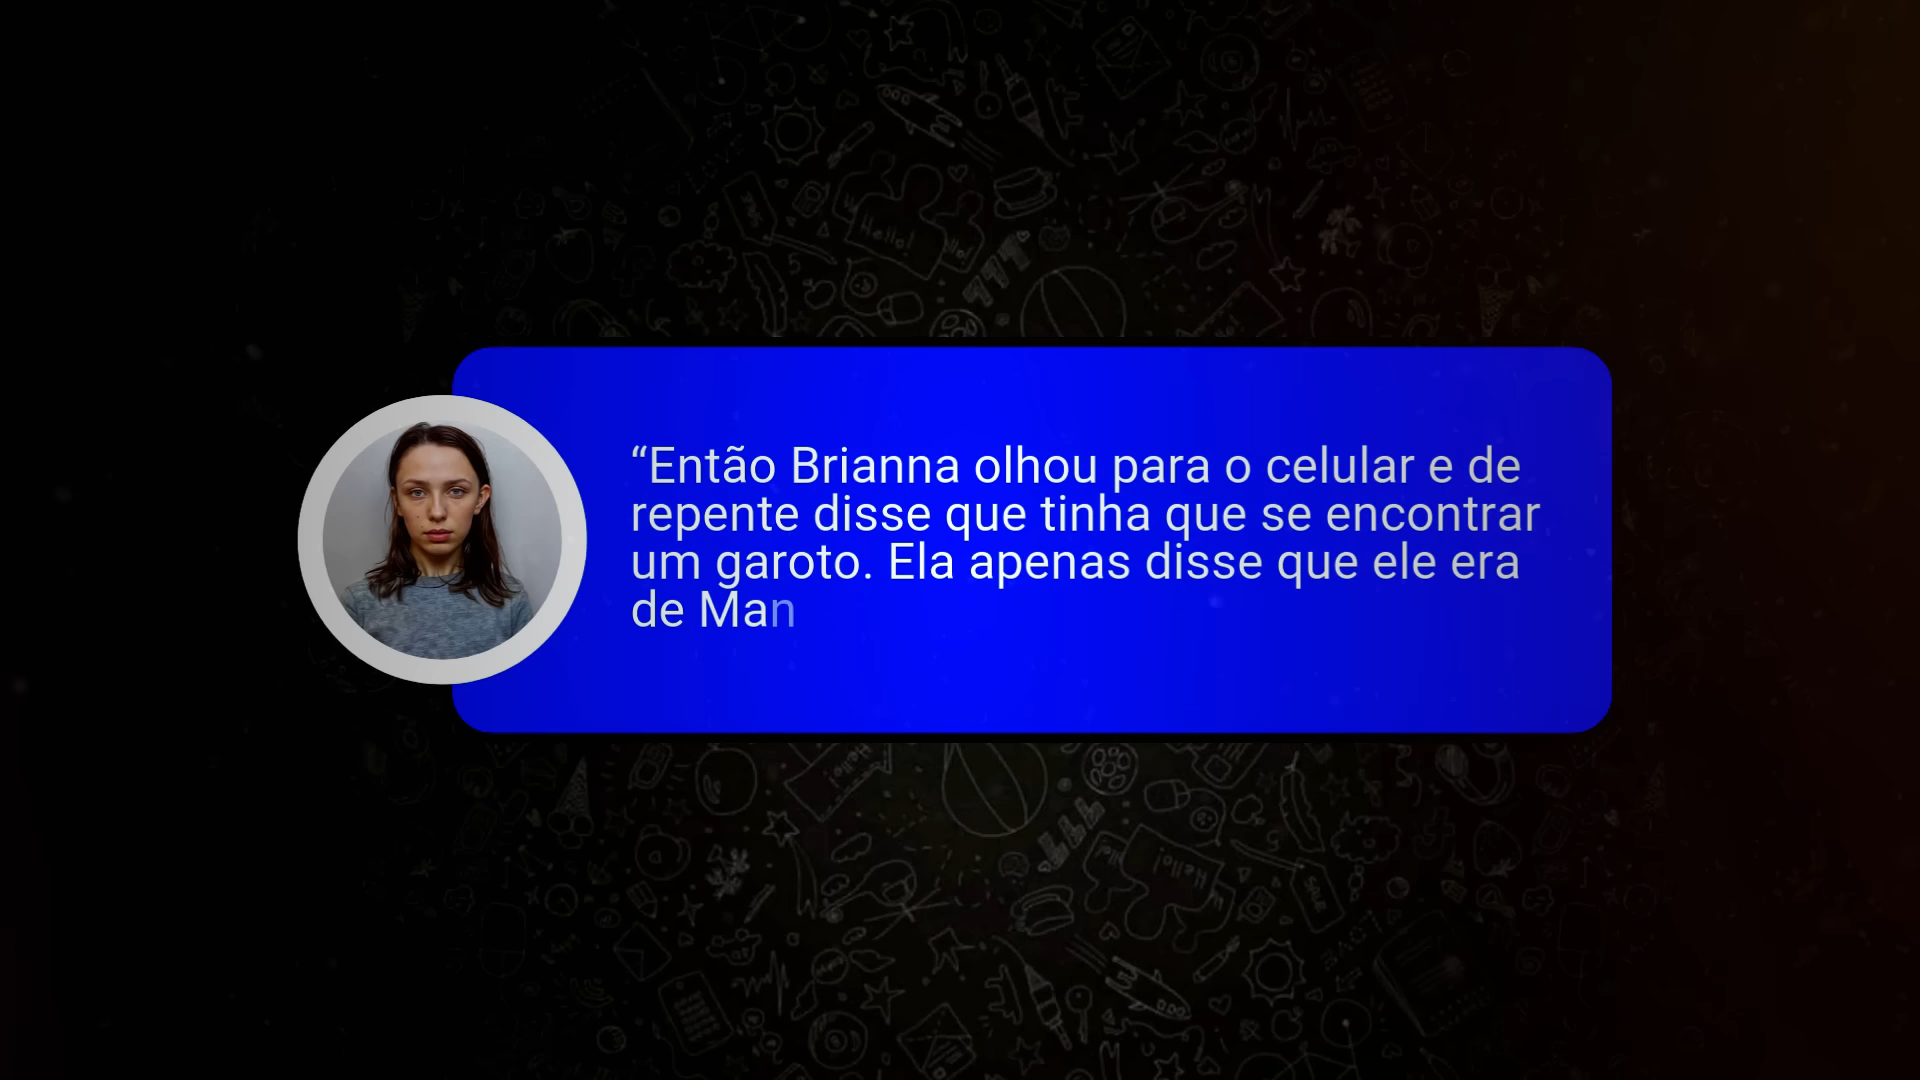 “Então Brianna olhou para o celular e de
repente disse que tinha que se encontrar
um garoto. Ela apenas disse que ele era
de Man